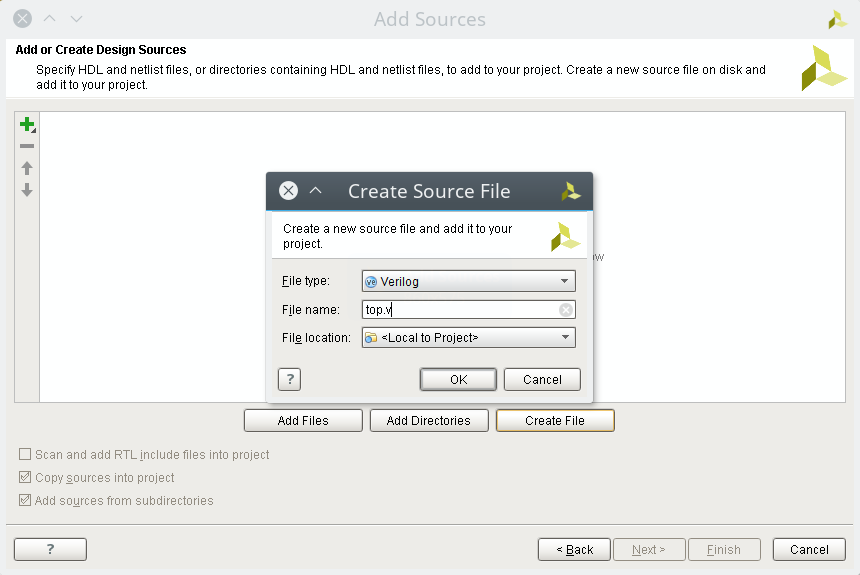 Add Sources
Add or Create Design Sources
Specify HDL and netlist files, or directories containing HDL and netlist files, to add to your project. Create a new source file on disk and
add it to your project.
Create Source File
Create a new source file and add it to your
project.
File type:
Verilog
File name:
top.v
File location:
<Local to Project>
?
OK
Cancel
Add Files
Add Directories
Create File
Scan and add RTL include files into project
Copy sources into project
Add sources from subdirectories
?
< Back
Next >
Finish
Cancel